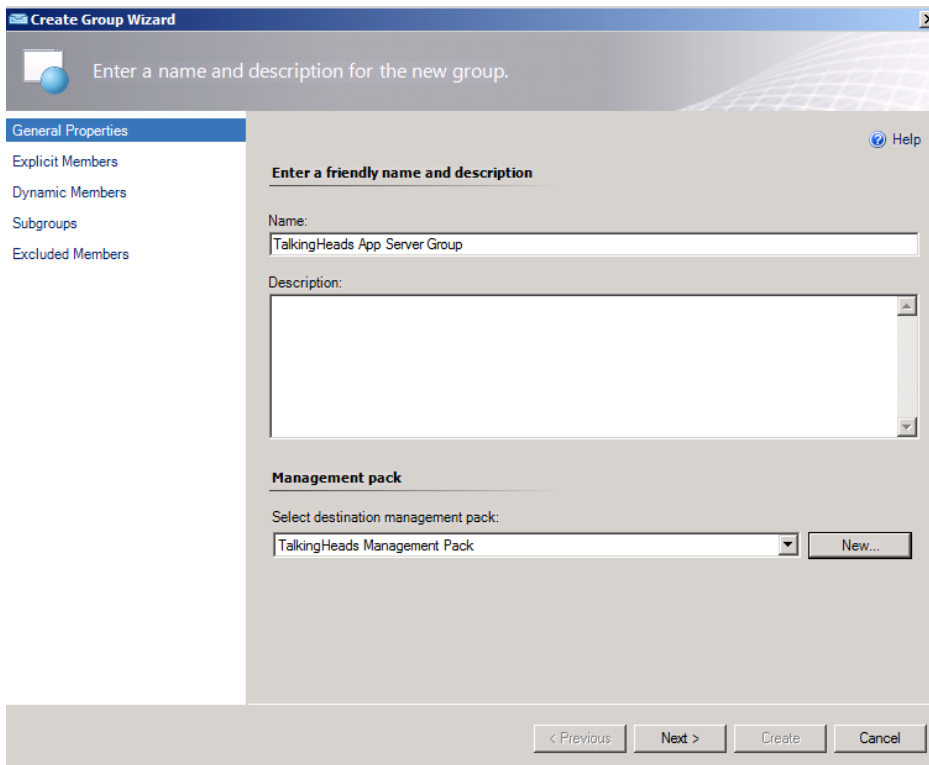 Create Group Wizard
Enter a name and description for the new group.
General Properties
Explicit Members
Dynamic Members
Subgroups
Excluded Members
Help
Enter a friendly name and description
Name:
TalkingHeads App Server Group
Description:
Management pack
Select destination management pack:
TalkingHeads Management Pack
New...
< Previous
Next >
Create
Cancel